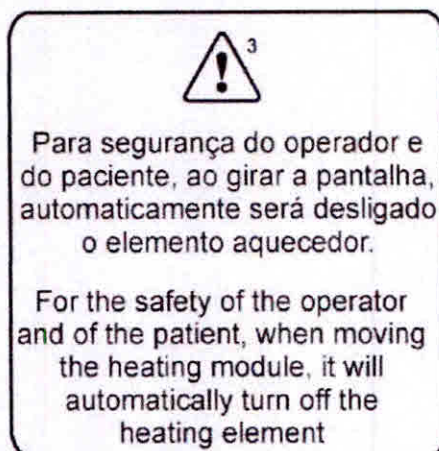 3
Para segurança do operador e
do paciente, ao girar a pantalha,
automaticamente será desligado
o elemento aquecedor.
For the safety of the operator
and of the patient, when moving
the heating module, it will
automatically turn off the
heating element